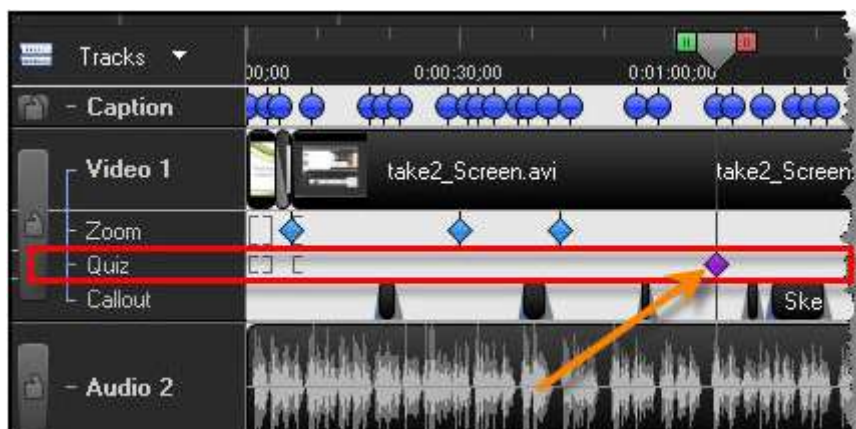 Tracks
00;00 0:00:30;00 0:01:00;00
- Caption
- Video 1
take2_Screen.avi take2_Screen
- Zoom
- Quiz
Callout
Ske
- Audio 2